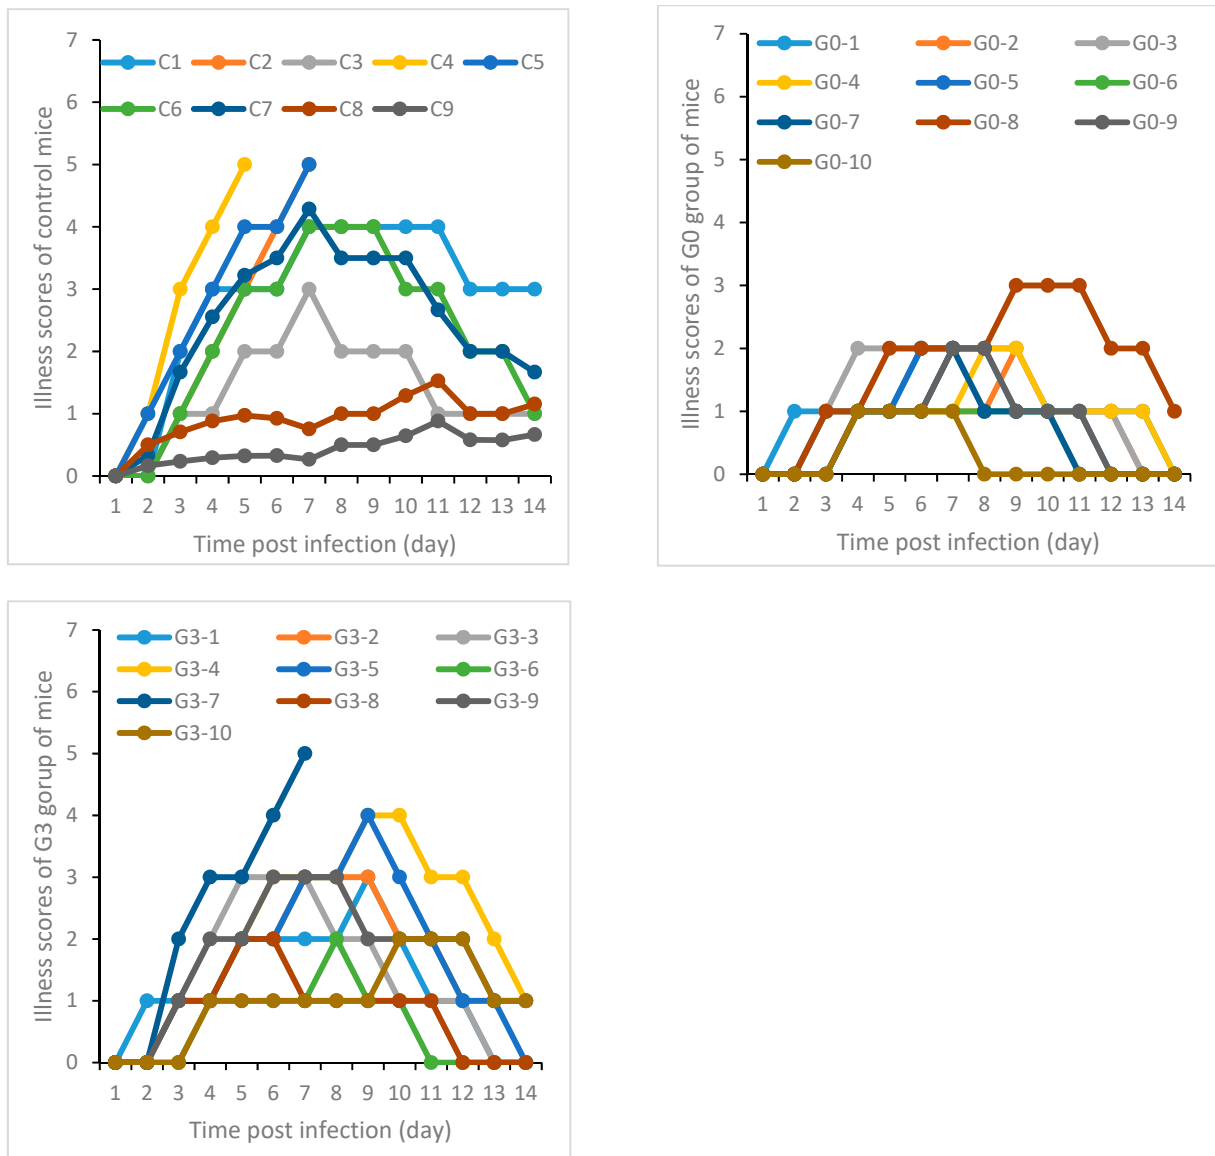 7
6
5
4
3
2
1
0
Illness scores of control mice
C1 C2 C3 C4 C5
C6 C7 C8 C9
1 2 3 4 5 6 7 8 9 10 11 12 13 14
Time post infection (day)
7
6
5
4
3
2
1
0
Illness scores of G0 group of mice
G0-1 G0-2 G0-3
G0-4 G0-5 G0-6
G0-7 G0-8 G0-9
G0-10
1 2 3 4 5 6 7 8 9 10 11 12 13 14
Time post infection (day)
7
6
5
4
3
2
1
0
Illness scores of G3 gorup of mice
G3-1 G3-2 G3-3
G3-4 G3-5 G3-6
G3-7 G3-8 G3-9
G3-10
1 2 3 4 5 6 7 8 9 10 11 12 13 14
Time post infection (day)